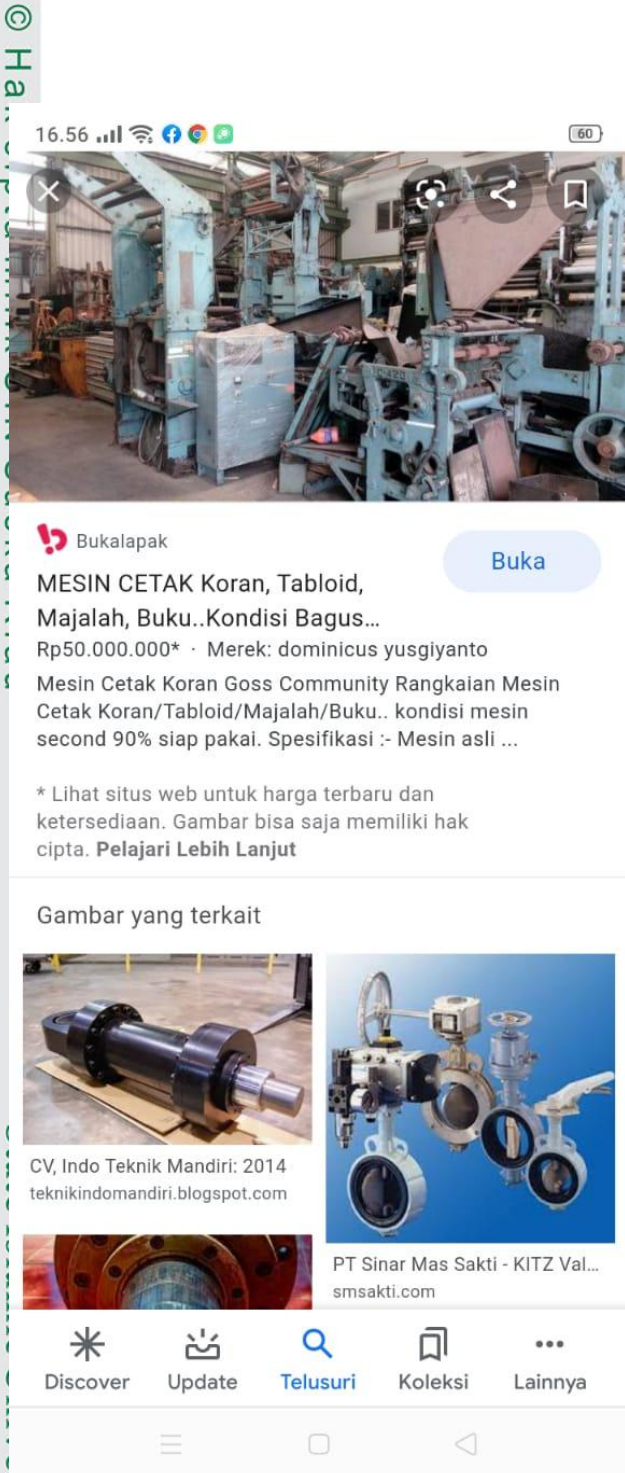 © Hak
16.56
60
Bukalapak
Buka
MESIN CETAK Koran, Tabloid,
Majalah, Buku..Kondisi Bagus...
Rp50.000.000* · Merek: dominicus yusgiyanto
Mesin Cetak Koran Goss Community Rangkaian Mesin
Cetak Koran/Tabloid/Majalah/Buku.. kondisi mesin
second 90% siap pakai. Spesifikasi :- Mesin asli ...
* Lihat situs web untuk harga terbaru dan
ketersediaan. Gambar bisa saja memiliki hak
cipta. Pelajari Lebih Lanjut
Gambar yang terkait
CV, Indo Teknik Mandiri: 2014
teknikindomandiri.blogspot.com
PT Sinar Mas Sakti - KITZ Val...
smsakti.com
Discover
Update
Telusuri
Koleksi
Lainnya